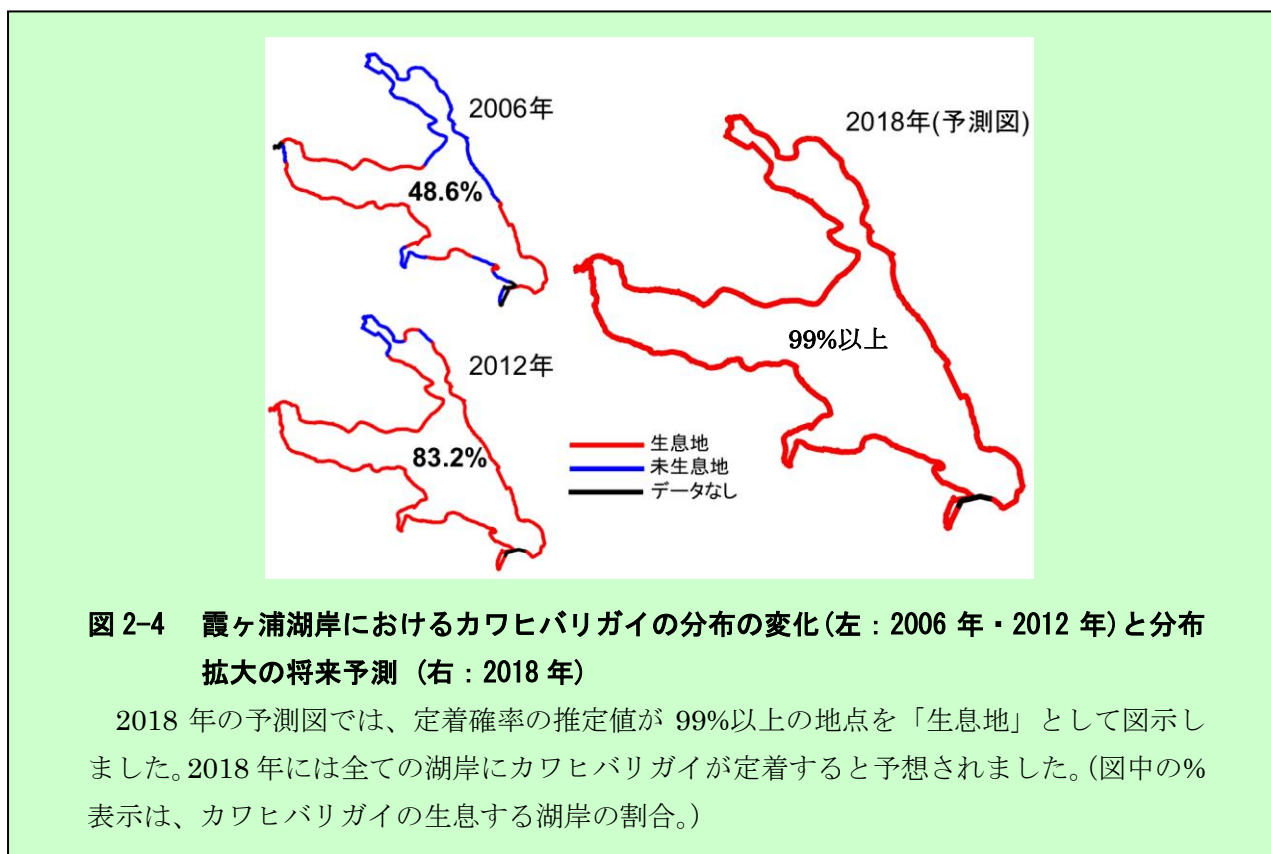 2006年
48.6%
2018年(予測図)
99%以上
2012年
83.2%
生息地
未生息地
データなし
図 2-4 霞ヶ浦湖岸におけるカワヒバリガイの分布の変化(左：2006 年・2012 年)と分布
拡大の将来予測 (右：2018 年)
2018 年の予測図では、定着確率の推定値が 99%以上の地点を「生息地」として図示し
ました。2018 年には全ての湖岸にカワヒバリガイが定着すると予想されました。(図中の%
表示は、カワヒバリガイの生息する湖岸の割合。)